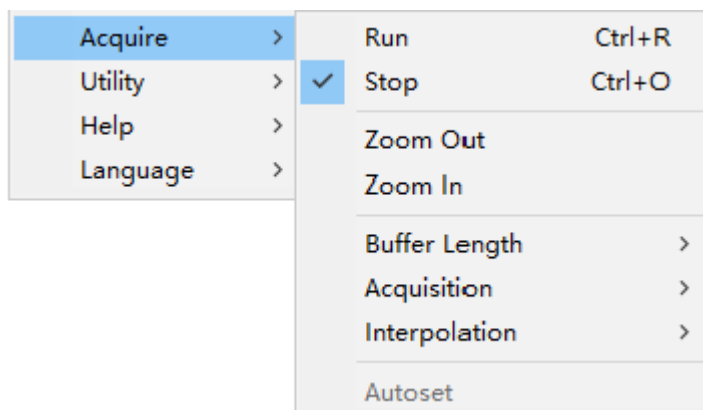 Acquire
Utility
Help
Language
Run Ctrl+R
Stop Ctrl+O
Zoom Out
Zoom In
Buffer Length
Acquisition
Interpolation
Autoset